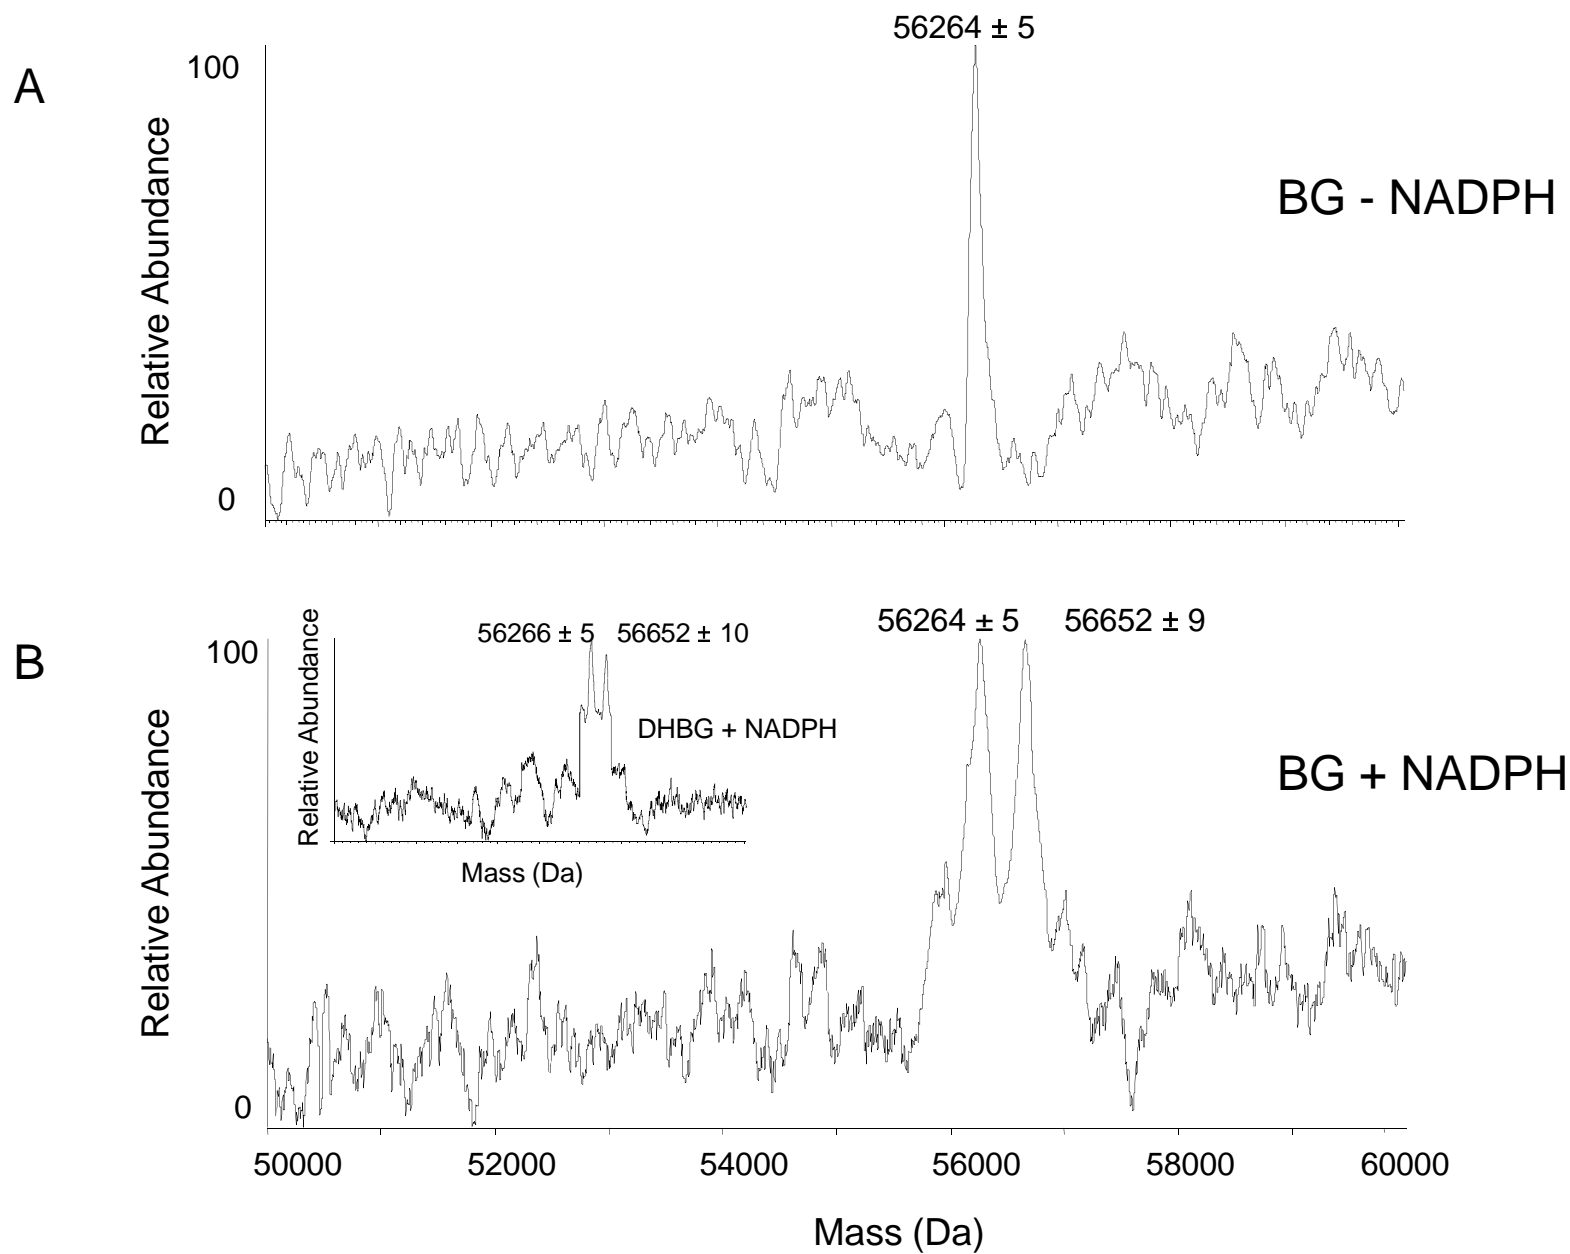 56264 ± 5
A
100
Relative Abundance
BG - NADPH
0
B
100
Relative Abundance
56266 ± 5
56652 ± 10
Relative Abundance
DHBG + NADPH
Mass (Da)
56264 ± 5
56652 ± 9
BG + NADPH
0
50000
52000
54000
56000
58000
60000
Mass (Da)